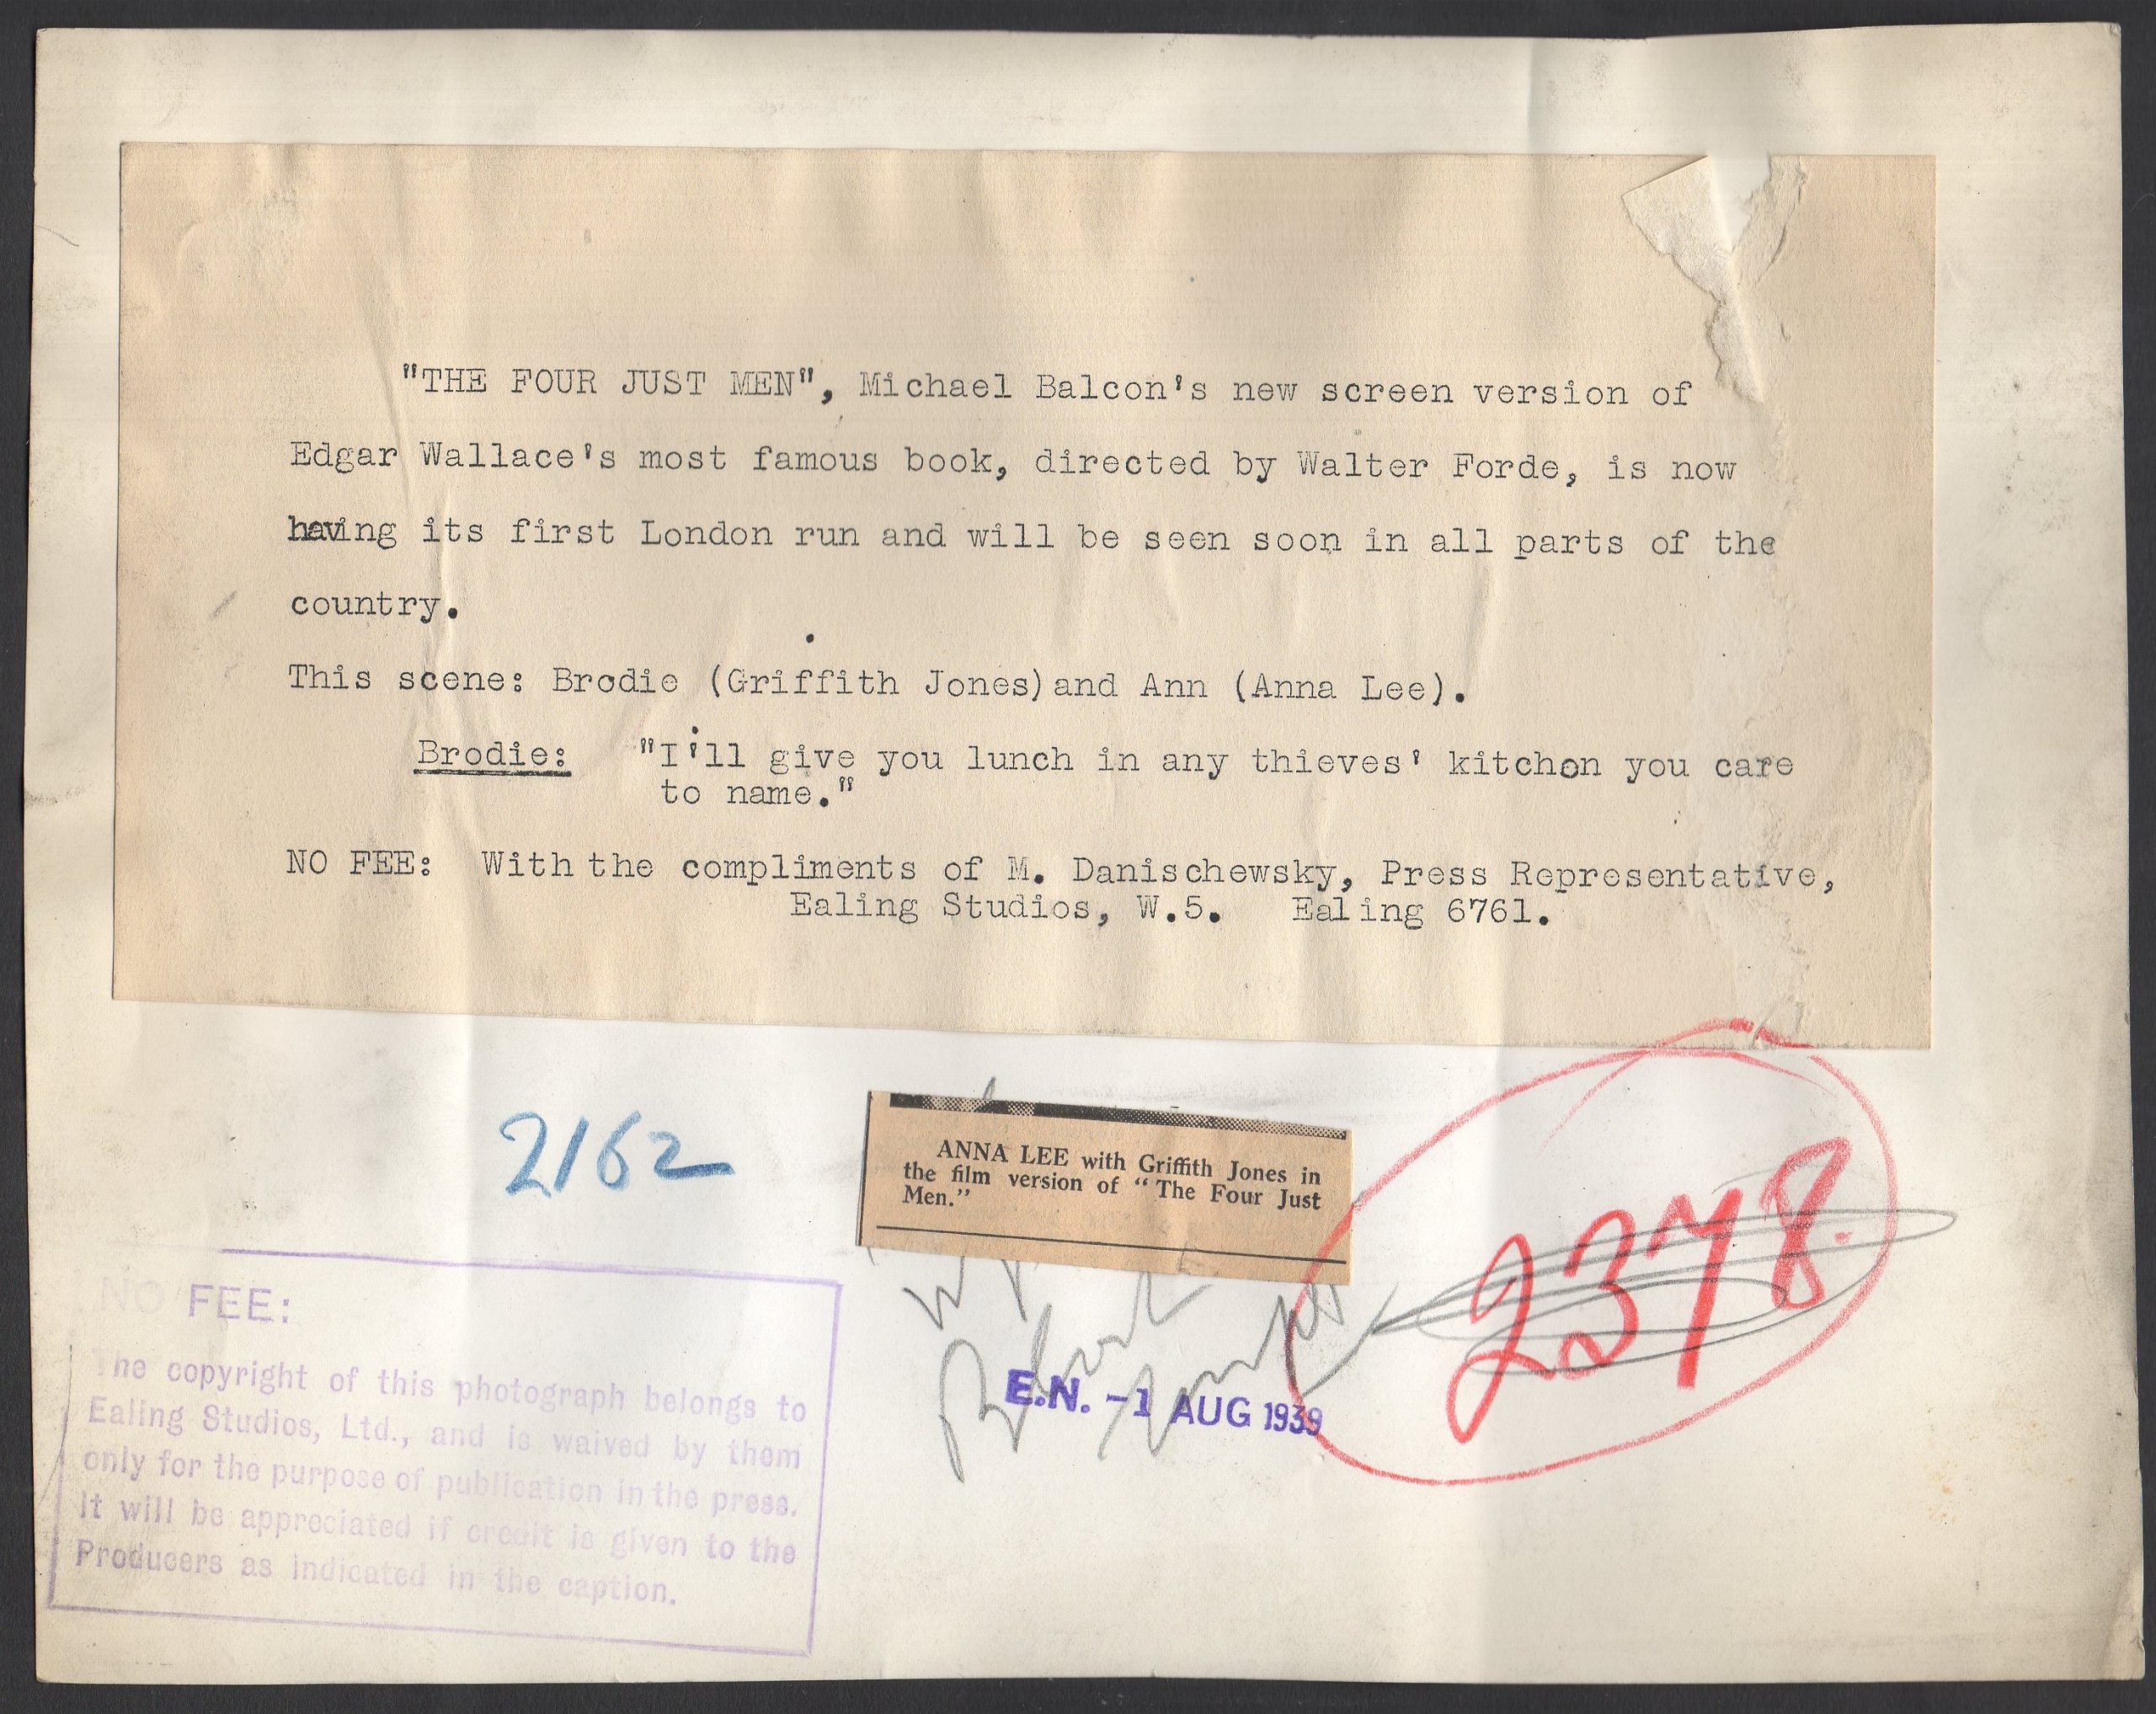 "THE FOUR JUST MEN", Michael Balcon's new screen version of
Edgar Wallace's most famous book, directed by Walter Forde, is now
having its first London run and will be seen soon in all parts of the
country.
This scene: Brodie (Griffith Jones) and Ann (Anna Lee).
Brodie: "I'll give you lunch in any thieves' kitchen you care
to name."
NO FEE: With the compliments of M. Danischewsky, Press Representative,
Ealing Studios, W.5. Ealing 6761.
2162
ANNA LEE with Griffith Jones in
the film version of "The Four Just
Men."
2378
E.N. -1 AUG 1939
NO FEE:
The copyright of this photograph belongs to
Ealing Studios, Ltd., and is waived by them
only for the purpose of publication in the press.
It will be appreciated if credit is given to the
Producers as indicated in the caption.